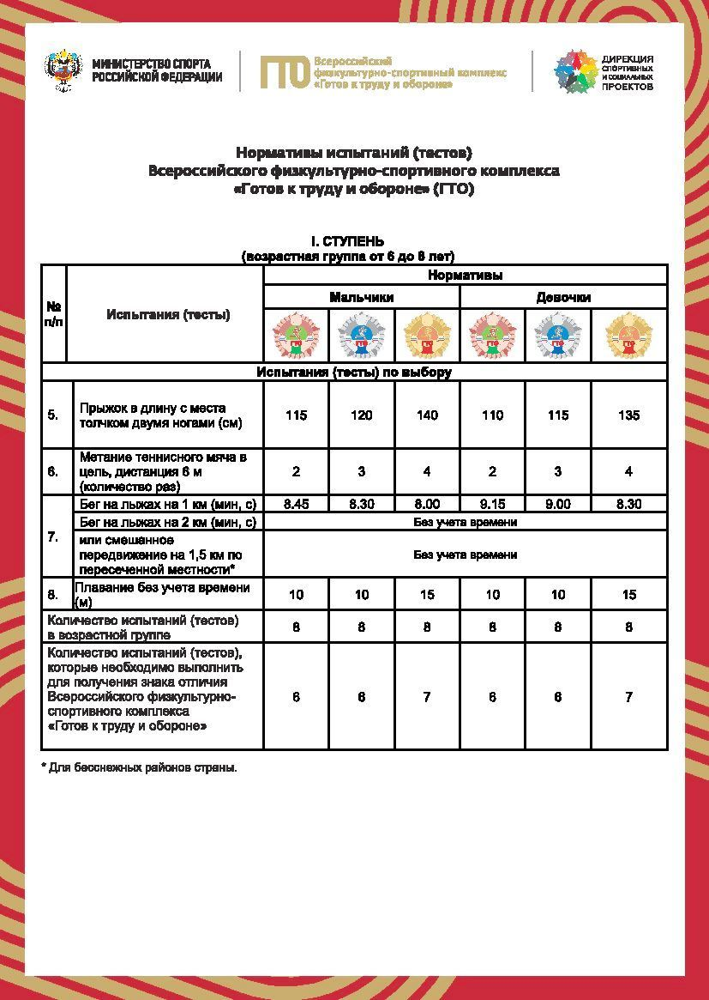 МИНИСТЕРСТВО СПОРТА
РОССИЙСКОЙ ФЕДЕРАЦИИ
ГТО
Всероссийский
физкультурно-спортивный комплекс
«Готов к труду и обороне»
ДИРЕКЦИЯ
СПОРТИВНЫХ
И СОЦИАЛЬНЫХ
ПРОЕКТОВ
Нормативы испытаний (тестов)
Всероссийского физкультурно-спортивного комплекса
«Готов к труду и обороне» (ГТО)
I. СТУПЕНЬ
(возрастная группа от 6 до 8 лет)
№ п/п Испытания (тесты) Нормативы
Мальчики Девочки
ГТО ГТО ГТО ГТО ГТО ГТО
Испытания (тесты) по выбору
5. Прыжок в длину с места
толчком двумя ногами (см) 115 120 140 110 115 135
6. Метание теннисного мяча в
цель, дистанция 6 м
(количество раз) 2 3 4 2 3 4
7. Бег на лыжах на 1 км (мин, с) 8.45 8.30 8.00 9.15 9.00 8.30
Бег на лыжах на 2 км (мин, с) Без учета времени
или смешанное
передвижение на 1,5 км по
пересеченной местности* Без учета времени
8. Плавание без учета времени
(м) 10 10 15 10 10 15
Количество испытаний (тестов)
в возрастной группе 8 8 8 8 8 8
Количество испытаний (тестов),
которые необходимо выполнить
для получения знака отличия
Всероссийского физкультурно-
спортивного комплекса
«Готов к труду и обороне» 6 6 7 6 6 7
* Для бесснежных районов страны.